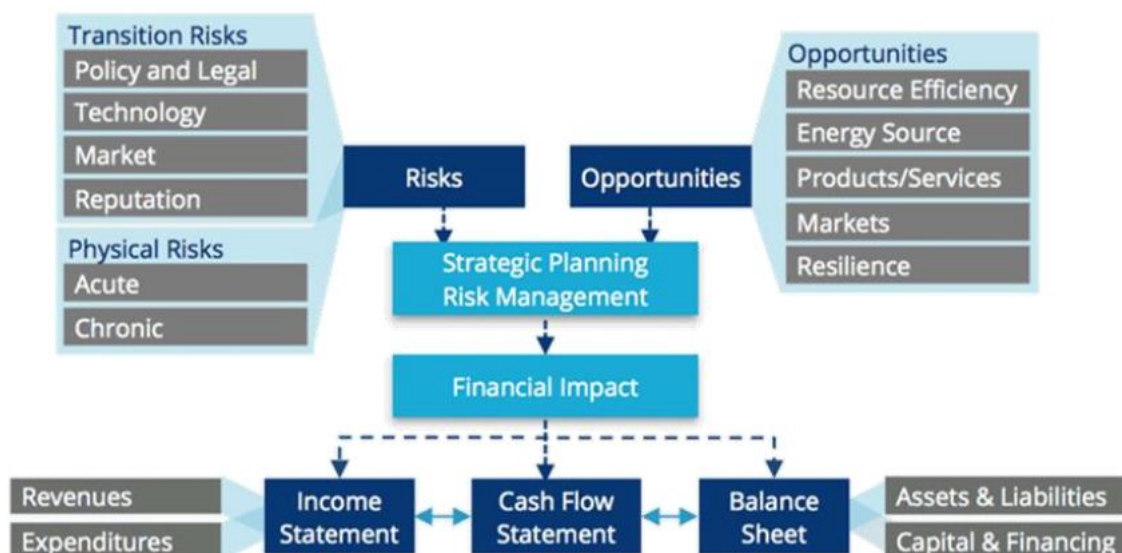 Transition Risks
Policy and Legal
Technology
Market
Reputation
Physical Risks
Acute
Chronic
Risks
Opportunities
Opportunities
Resource Efficiency
Energy Source
Products/Services
Markets
Resilience
Strategic Planning
Risk Management
Financial Impact
Revenues
Expenditures
Income
Statement
Cash Flow
Statement
Balance
Sheet
Assets & Liabilities
Capital & Financing